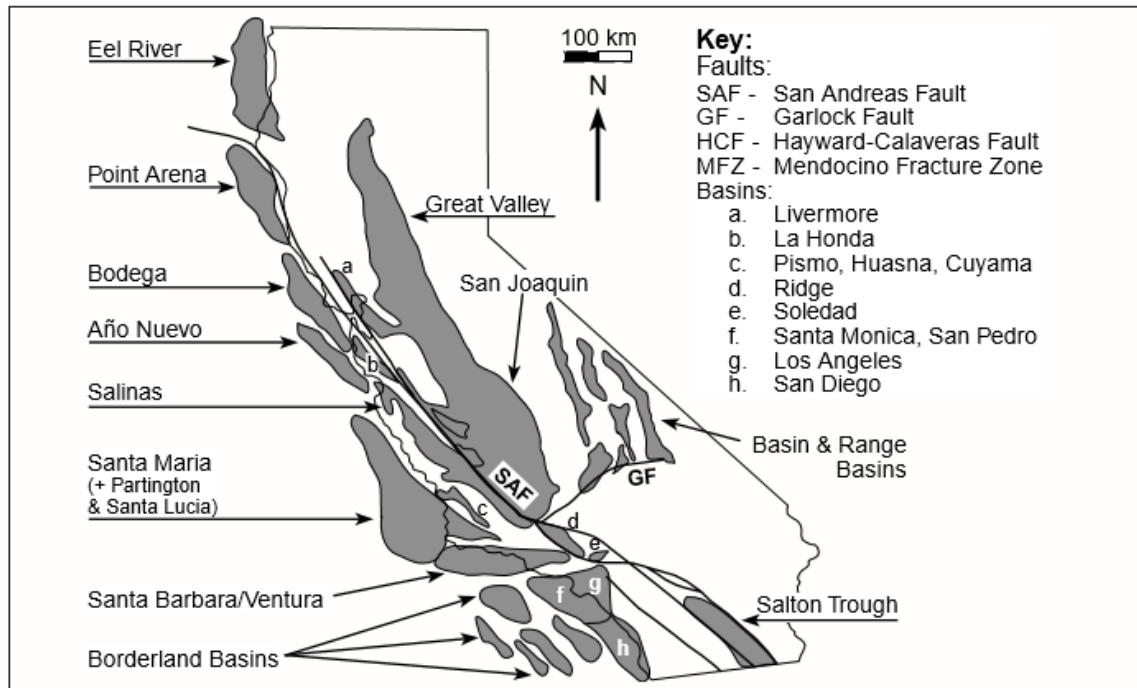 Eel River
Point Arena
Bodega
Año Nuevo
Salinas
Santa Maria
(+ Partington
& Santa Lucia)
Santa Barbara/Ventura
Borderland Basins
Great Valley
San Joaquin
Basin & Range
Basins
Salton Trough
SAF
GF
a
b
c
d
e
f
g
h
100 km
N
Key:
Faults:
SAF - San Andreas Fault
GF - Garlock Fault
HCF - Hayward-Calaveras Fault
MFZ - Mendocino Fracture Zone
Basins:
a. Livermore
b. La Honda
c. Pismo, Huasna, Cuyama
d. Ridge
e. Soledad
f. Santa Monica, San Pedro
g. Los Angeles
h. San Diego